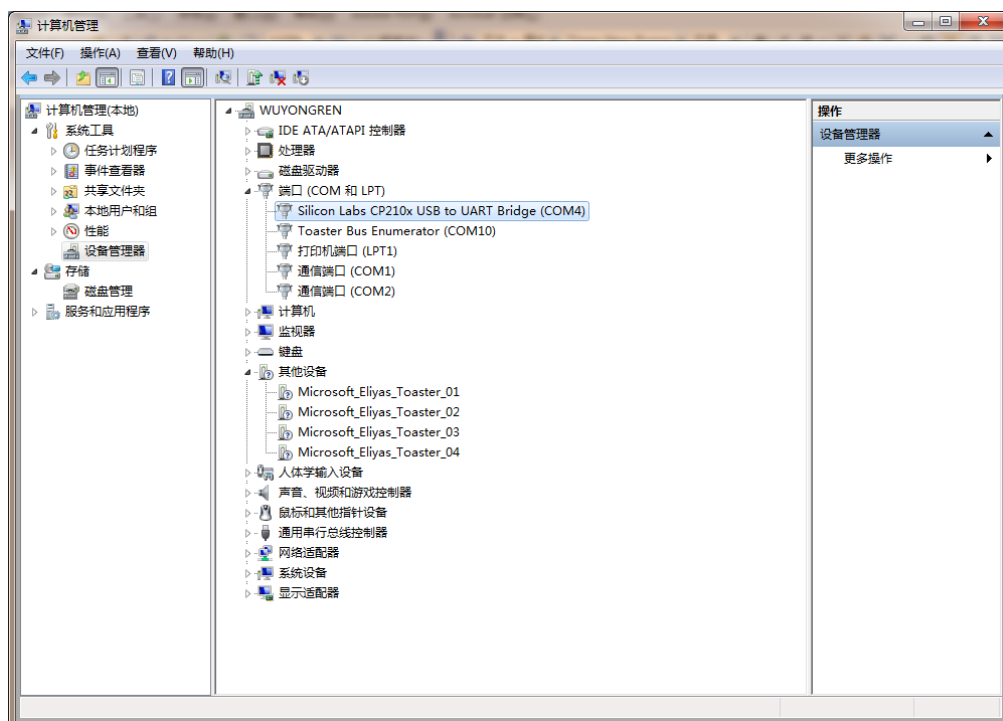 计算机管理
文件(F) 操作(A) 查看(V) 帮助(H)
计算机管理(本地)
系统工具
任务计划程序
事件查看器
共享文件夹
本地用户和组
性能
设备管理器
存储
磁盘管理
服务和应用程序
WUYONGREN
IDE ATA/ATAPI 控制器
处理器
磁盘驱动器
端口 (COM 和 LPT)
Silicon Labs CP210x USB to UART Bridge (COM4)
Toaster Bus Enumerator (COM10)
打印机端口 (LPT1)
通信端口 (COM1)
通信端口 (COM2)
计算机
监视器
键盘
其他设备
Microsoft_Eliyas_Toaster_01
Microsoft_Eliyas_Toaster_02
Microsoft_Eliyas_Toaster_03
Microsoft_Eliyas_Toaster_04
人体学输入设备
声音、视频和游戏控制器
鼠标和其他指针设备
通用串行总线控制器
网络适配器
系统设备
显示适配器
操作
设备管理器
更多操作